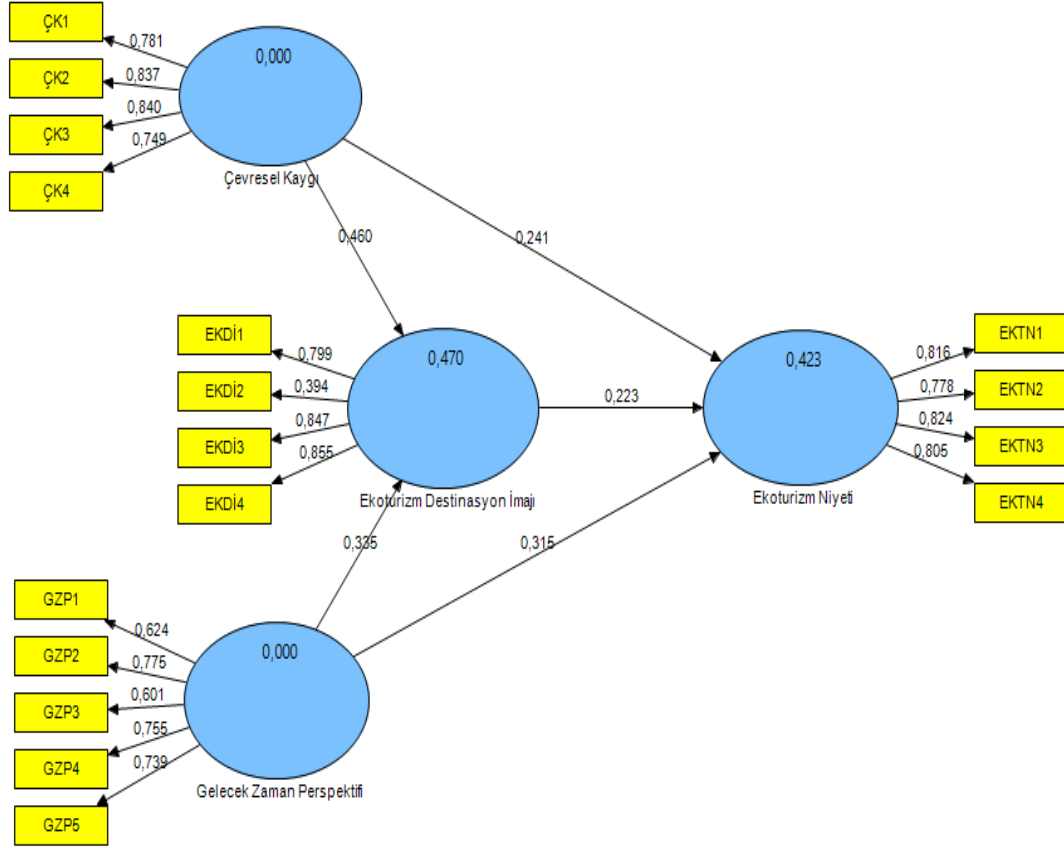 ÇK1
0,781
ÇK2
0,837
ÇK3
0,840
ÇK4
0,749
0,000
Çevresel Kaygı
0,460
0,241
EKDİ1
0,799
EKDİ2
0,394
EKDİ3
0,847
EKDİ4
0,855
0,470
Ekoturizm Destinasyon İmajı
0,223
0,423
Ekoturizm Niyeti
EKTN1
0,816
EKTN2
0,778
EKTN3
0,824
EKTN4
0,805
0,335
0,315
GZP1
0,624
GZP2
0,775
GZP3
0,601
GZP4
0,755
GZP5
0,739
0,000
Gelecek Zaman Perspektifi